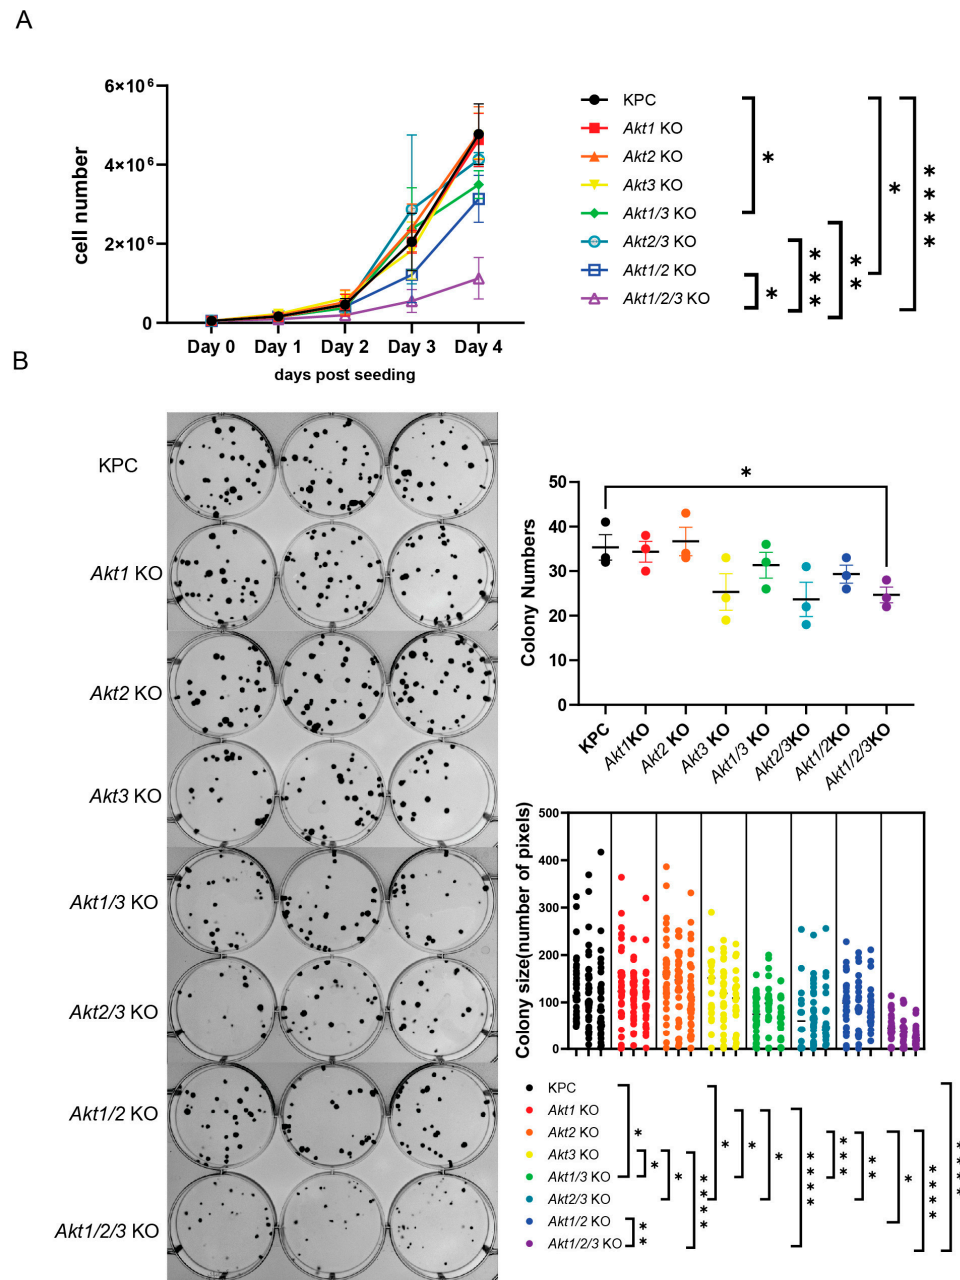 A
6×10⁶
4×10⁶
2×10⁶
0
cell number
Day 0 Day 1 Day 2 Day 3 Day 4
days post seeding
KPC
Akt1 KO
Akt2 KO
Akt3 KO
Akt1/3 KO
Akt2/3 KO
Akt1/2 KO
Akt1/2/3 KO
*
*
***
**
*
****
B
KPC
Akt1 KO
Akt2 KO
Akt3 KO
Akt1/3 KO
Akt2/3 KO
Akt1/2 KO
Akt1/2/3 KO
*
50
40
30
20
10
0
Colony Numbers
KPC
Akt1KO
Akt2 KO
Akt3 KO
Akt1/3 KO
Akt2/3KO
Akt1/2KO
Akt1/2/3KO
500
400
300
200
100
0
Colony size(number of pixels)
KPC
Akt1 KO
Akt2 KO
Akt3 KO
Akt1/3 KO
Akt2/3 KO
Akt1/2 KO
Akt1/2/3 KO
*
*
**
*
****
*
*
*
****
***
**
*
****
****